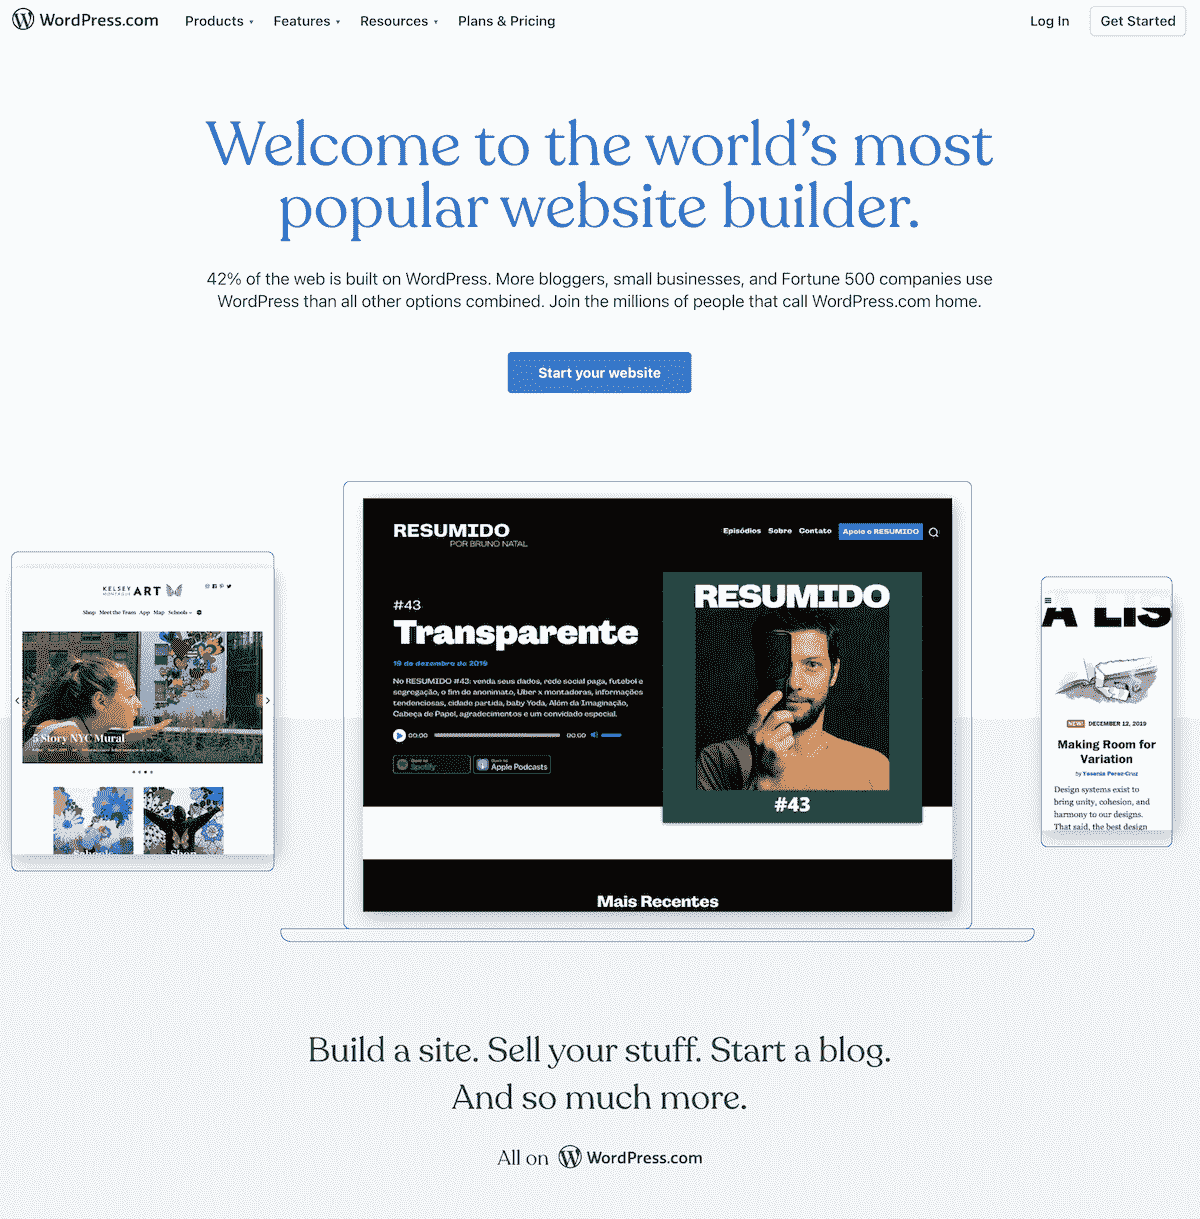 WordPress.com Products Features Resources Plans & Pricing Log In Get Started
Welcome to the world's most
popular website builder.
42% of the web is built on WordPress. More bloggers, small businesses, and Fortune 500 companies use
WordPress than all other options combined. Join the millions of people that call WordPress.com home.
Start your website
KELSEY
ART
Shop Meet the Team App Map Schools
5 Story NYC Mural
RESUMIDO
POR BRUNO NATAL
Episódios Sobre Contato Apoie o RESUMIDO
#43
Transparente
19 de dezembro de 2019
No RESUMIDO #43: venda seus dados, rede social paga, futebol e
segregação, o fim do anonimato, Uber x montadoras, informações
tendenciosas, cidade partida, baby Yoda, Além da Imaginação,
Cabeça de Papel, agradecimentos e um convidado especial.
00:00 00:00
Spotify
Apple Podcasts
RESUMIDO
#43
Mais Recentes
A LIS
NEW! DECEMBER 12, 2019
Making Room for
Variation
by Yesenia Perez-Cruz
Design systems exist to
bring unity, cohesion, and
harmony to our designs.
That said, the best design
Build a site. Sell your stuff. Start a blog.
And so much more.
All on WordPress.com